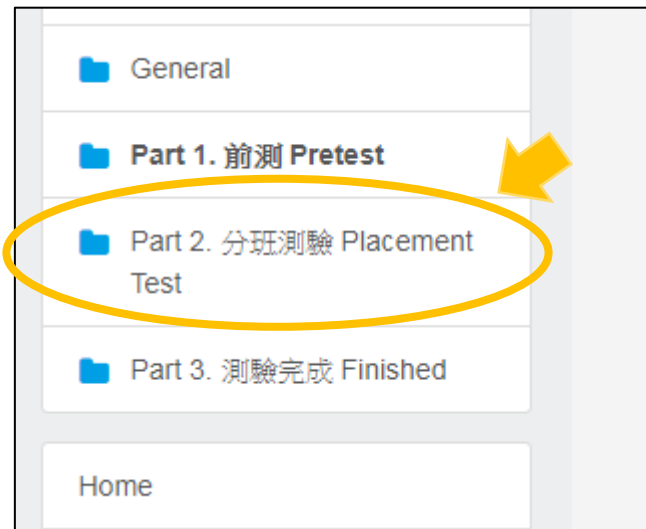 General
Part 1. 前測 Pretest
Part 2. 分班測驗 Placement
Test
Part 3. 測驗完成 Finished
Home